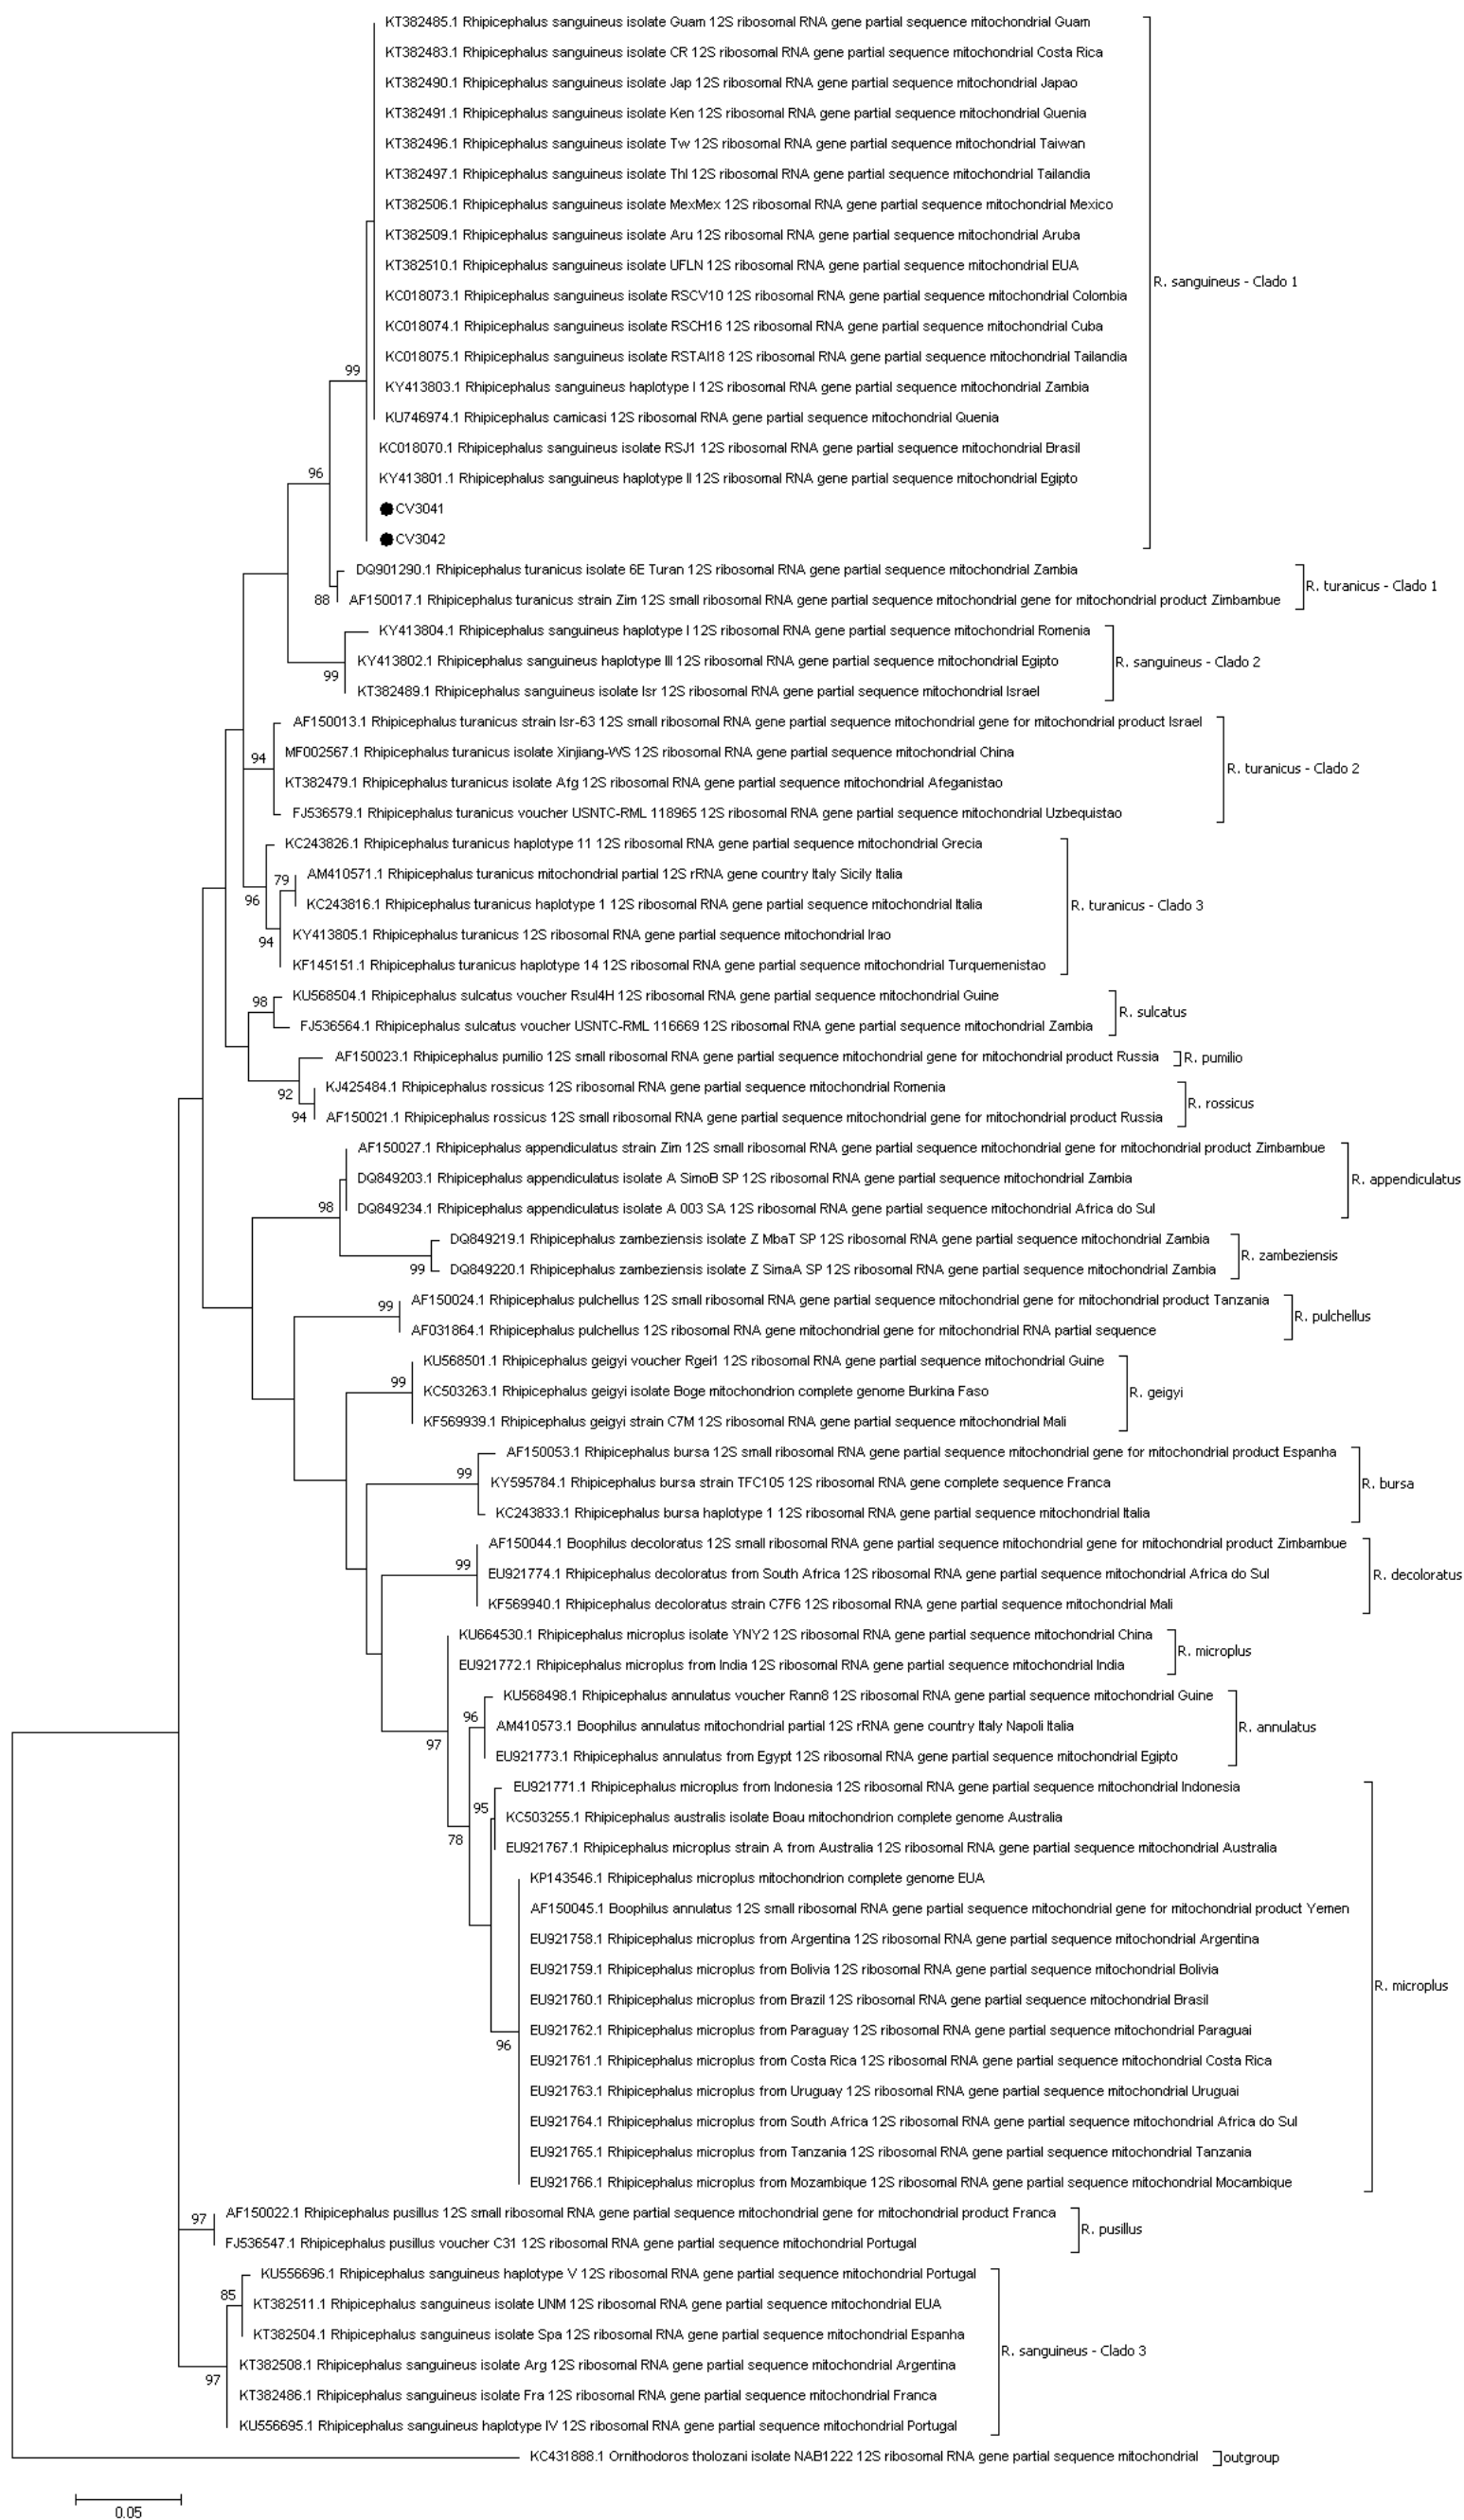 KT382485.1 Rhipicephalus sanguineus isolate Guam 12S ribosomal RNA gene partial sequence mitochondrial Guam
KT382483.1 Rhipicephalus sanguineus isolate CR 12S ribosomal RNA gene partial sequence mitochondrial Costa Rica
KT382490.1 Rhipicephalus sanguineus isolate Jap 12S ribosomal RNA gene partial sequence mitochondrial Japao
KT382491.1 Rhipicephalus sanguineus isolate Ken 12S ribosomal RNA gene partial sequence mitochondrial Quenia
KT382496.1 Rhipicephalus sanguineus isolate Tw 12S ribosomal RNA gene partial sequence mitochondrial Taiwan
KT382497.1 Rhipicephalus sanguineus isolate Thl 12S ribosomal RNA gene partial sequence mitochondrial Tailandia
KT382506.1 Rhipicephalus sanguineus isolate MexMex 12S ribosomal RNA gene partial sequence mitochondrial Mexico
KT382509.1 Rhipicephalus sanguineus isolate Aru 12S ribosomal RNA gene partial sequence mitochondrial Aruba
KT382510.1 Rhipicephalus sanguineus isolate UFLN 12S ribosomal RNA gene partial sequence mitochondrial EUA
R. sanguineus - Clado 1
KC018073.1 Rhipicephalus sanguineus isolate RSCV10 12S ribosomal RNA gene partial sequence mitochondrial Colombia
KC018074.1 Rhipicephalus sanguineus isolate RSCH16 12S ribosomal RNA gene partial sequence mitochondrial Cuba
KC018075.1 Rhipicephalus sanguineus isolate RSTAI18 12S ribosomal RNA gene partial sequence mitochondrial Tailandia
99
KY413803.1 Rhipicephalus sanguineus haplotype I 12S ribosomal RNA gene partial sequence mitochondrial Zambia
KU746974.1 Rhipicephalus camicasi 12S ribosomal RNA gene partial sequence mitochondrial Quenia
KC018070.1 Rhipicephalus sanguineus isolate RSJ1 12S ribosomal RNA gene partial sequence mitochondrial Brasil
96
KY413801.1 Rhipicephalus sanguineus haplotype II 12S ribosomal RNA gene partial sequence mitochondrial Egipto
CV3041
CV3042
DQ901290.1 Rhipicephalus turanicus isolate 6E Turan 12S ribosomal RNA gene partial sequence mitochondrial Zambia
R. turanicus - Clado 1
88
AF150017.1 Rhipicephalus turanicus strain Zim 12S small ribosomal RNA gene partial sequence mitochondrial gene for mitochondrial product Zimbambue
KY413804.1 Rhipicephalus sanguineus haplotype I 12S ribosomal RNA gene partial sequence mitochondrial Romenia
KY413802.1 Rhipicephalus sanguineus haplotype III 12S ribosomal RNA gene partial sequence mitochondrial Egipto
R. sanguineus - Clado 2
99
KT382489.1 Rhipicephalus sanguineus isolate Isr 12S ribosomal RNA gene partial sequence mitochondrial Israel
AF150013.1 Rhipicephalus turanicus strain Isr-63 12S small ribosomal RNA gene partial sequence mitochondrial gene for mitochondrial product Israel
MF002567.1 Rhipicephalus turanicus isolate Xinjiang-WS 12S ribosomal RNA gene partial sequence mitochondrial China
94
R. turanicus - Clado 2
KT382479.1 Rhipicephalus turanicus isolate Afg 12S ribosomal RNA gene partial sequence mitochondrial Afeganistao
FJ536579.1 Rhipicephalus turanicus voucher USNTC-RML 118965 12S ribosomal RNA gene partial sequence mitochondrial Uzbequistao
KC243826.1 Rhipicephalus turanicus haplotype 11 12S ribosomal RNA gene partial sequence mitochondrial Grecia
79
AM410571.1 Rhipicephalus turanicus mitochondrial partial 12S rRNA gene country Italy Sicily Italia
96
KC243816.1 Rhipicephalus turanicus haplotype 1 12S ribosomal RNA gene partial sequence mitochondrial Italia
R. turanicus - Clado 3
94
KY413805.1 Rhipicephalus turanicus 12S ribosomal RNA gene partial sequence mitochondrial Irao
KF145151.1 Rhipicephalus turanicus haplotype 14 12S ribosomal RNA gene partial sequence mitochondrial Turquemenistao
98
KU568504.1 Rhipicephalus sulcatus voucher Rsul4H 12S ribosomal RNA gene partial sequence mitochondrial Guine
R. sulcatus
FJ536564.1 Rhipicephalus sulcatus voucher USNTC-RML 116669 12S ribosomal RNA gene partial sequence mitochondrial Zambia
AF150023.1 Rhipicephalus pumilio 12S small ribosomal RNA gene partial sequence mitochondrial gene for mitochondrial product Russia
R. pumilio
92
KJ425484.1 Rhipicephalus rossicus 12S ribosomal RNA gene partial sequence mitochondrial Romenia
R. rossicus
94
AF150021.1 Rhipicephalus rossicus 12S small ribosomal RNA gene partial sequence mitochondrial gene for mitochondrial product Russia
AF150027.1 Rhipicephalus appendiculatus strain Zim 12S small ribosomal RNA gene partial sequence mitochondrial gene for mitochondrial product Zimbambue
DQ849203.1 Rhipicephalus appendiculatus isolate A SimoB SP 12S ribosomal RNA gene partial sequence mitochondrial Zambia
R. appendiculatus
98
DQ849234.1 Rhipicephalus appendiculatus isolate A 003 SA 12S ribosomal RNA gene partial sequence mitochondrial Africa do Sul
DQ849219.1 Rhipicephalus zambeziensis isolate Z MbaT SP 12S ribosomal RNA gene partial sequence mitochondrial Zambia
R. zambeziensis
99
DQ849220.1 Rhipicephalus zambeziensis isolate Z SimaA SP 12S ribosomal RNA gene partial sequence mitochondrial Zambia
99
AF150024.1 Rhipicephalus pulchellus 12S small ribosomal RNA gene partial sequence mitochondrial gene for mitochondrial product Tanzania
R. pulchellus
AF031864.1 Rhipicephalus pulchellus 12S ribosomal RNA gene mitochondrial gene for mitochondrial RNA partial sequence
KU568501.1 Rhipicephalus geigyi voucher Rgei1 12S ribosomal RNA gene partial sequence mitochondrial Guine
99
KC503263.1 Rhipicephalus geigyi isolate Boge mitochondrion complete genome Burkina Faso
R. geigyi
KF569939.1 Rhipicephalus geigyi strain C7M 12S ribosomal RNA gene partial sequence mitochondrial Mali
AF150053.1 Rhipicephalus bursa 12S small ribosomal RNA gene partial sequence mitochondrial gene for mitochondrial product Espanha
99
KY595784.1 Rhipicephalus bursa strain TFC105 12S ribosomal RNA gene complete sequence Franca
R. bursa
KC243833.1 Rhipicephalus bursa haplotype 1 12S ribosomal RNA gene partial sequence mitochondrial Italia
AF150044.1 Boophilus decoloratus 12S small ribosomal RNA gene partial sequence mitochondrial gene for mitochondrial product Zimbambue
99
EU921774.1 Rhipicephalus decoloratus from South Africa 12S ribosomal RNA gene partial sequence mitochondrial Africa do Sul
R. decoloratus
KF569940.1 Rhipicephalus decoloratus strain C7F6 12S ribosomal RNA gene partial sequence mitochondrial Mali
KU664530.1 Rhipicephalus microplus isolate YNY2 12S ribosomal RNA gene partial sequence mitochondrial China
R. microplus
EU921772.1 Rhipicephalus microplus from India 12S ribosomal RNA gene partial sequence mitochondrial India
KU568498.1 Rhipicephalus annulatus voucher Rann8 12S ribosomal RNA gene partial sequence mitochondrial Guine
96
AM410573.1 Boophilus annulatus mitochondrial partial 12S rRNA gene country Italy Napoli Italia
R. annulatus
97
EU921773.1 Rhipicephalus annulatus from Egypt 12S ribosomal RNA gene partial sequence mitochondrial Egipto
EU921771.1 Rhipicephalus microplus from Indonesia 12S ribosomal RNA gene partial sequence mitochondrial Indonesia
95
KC503255.1 Rhipicephalus australis isolate Boau mitochondrion complete genome Australia
78
EU921767.1 Rhipicephalus microplus strain A from Australia 12S ribosomal RNA gene partial sequence mitochondrial Australia
KP143546.1 Rhipicephalus microplus mitochondrion complete genome EUA
AF150045.1 Boophilus annulatus 12S small ribosomal RNA gene partial sequence mitochondrial gene for mitochondrial product Yemen
EU921758.1 Rhipicephalus microplus from Argentina 12S ribosomal RNA gene partial sequence mitochondrial Argentina
EU921759.1 Rhipicephalus microplus from Bolivia 12S ribosomal RNA gene partial sequence mitochondrial Bolivia
R. microplus
EU921760.1 Rhipicephalus microplus from Brazil 12S ribosomal RNA gene partial sequence mitochondrial Brasil
EU921762.1 Rhipicephalus microplus from Paraguay 12S ribosomal RNA gene partial sequence mitochondrial Paraguai
96
EU921761.1 Rhipicephalus microplus from Costa Rica 12S ribosomal RNA gene partial sequence mitochondrial Costa Rica
EU921763.1 Rhipicephalus microplus from Uruguay 12S ribosomal RNA gene partial sequence mitochondrial Uruguai
EU921764.1 Rhipicephalus microplus from South Africa 12S ribosomal RNA gene partial sequence mitochondrial Africa do Sul
EU921765.1 Rhipicephalus microplus from Tanzania 12S ribosomal RNA gene partial sequence mitochondrial Tanzania
EU921766.1 Rhipicephalus microplus from Mozambique 12S ribosomal RNA gene partial sequence mitochondrial Mocambique
97
AF150022.1 Rhipicephalus pusillus 12S small ribosomal RNA gene partial sequence mitochondrial gene for mitochondrial product Franca
R. pusillus
FJ536547.1 Rhipicephalus pusillus voucher C31 12S ribosomal RNA gene partial sequence mitochondrial Portugal
KU556696.1 Rhipicephalus sanguineus haplotype V 12S ribosomal RNA gene partial sequence mitochondrial Portugal
85
KT382511.1 Rhipicephalus sanguineus isolate UNM 12S ribosomal RNA gene partial sequence mitochondrial EUA
KT382504.1 Rhipicephalus sanguineus isolate Spa 12S ribosomal RNA gene partial sequence mitochondrial Espanha
R. sanguineus - Clado 3
KT382508.1 Rhipicephalus sanguineus isolate Arg 12S ribosomal RNA gene partial sequence mitochondrial Argentina
97
KT382486.1 Rhipicephalus sanguineus isolate Fra 12S ribosomal RNA gene partial sequence mitochondrial Franca
KU556695.1 Rhipicephalus sanguineus haplotype IV 12S ribosomal RNA gene partial sequence mitochondrial Portugal
KC431888.1 Ornithodoros tholozani isolate NAB1222 12S ribosomal RNA gene partial sequence mitochondrial
outgroup
0.05